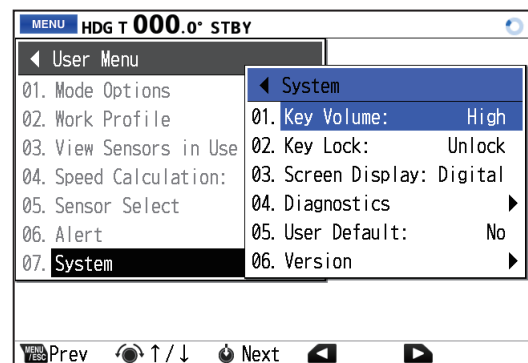 MENU HDG T 000.0° STBY
◀ User Menu
01. Mode Options
02. Work Profile
03. View Sensors in Use
04. Speed Calculation:
05. Sensor Select
06. Alert
07. System
◀ System
01. Key Volume: High
02. Key Lock: Unlock
03. Screen Display: Digital
04. Diagnostics ▶
05. User Default: No
06. Version ▶
MENU/ESC Prev ↑/↓ Next ◀ ▶